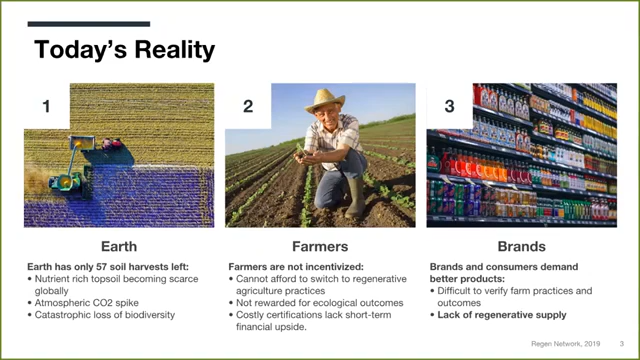 Today's Reality
1
2
3
Earth
Earth has only 57 soil harvests left:
• Nutrient rich topsoil becoming scarce
globally
• Atmospheric CO2 spike
• Catastrophic loss of biodiversity
Farmers
Farmers are not incentivized:
• Cannot afford to switch to regenerative
agriculture practices
• Not rewarded for ecological outcomes
• Costly certifications lack short-term
financial upside.
Brands
Brands and consumers demand
better products:
• Difficult to verify farm practices and
outcomes
• Lack of regenerative supply
Regen Network, 2019
3